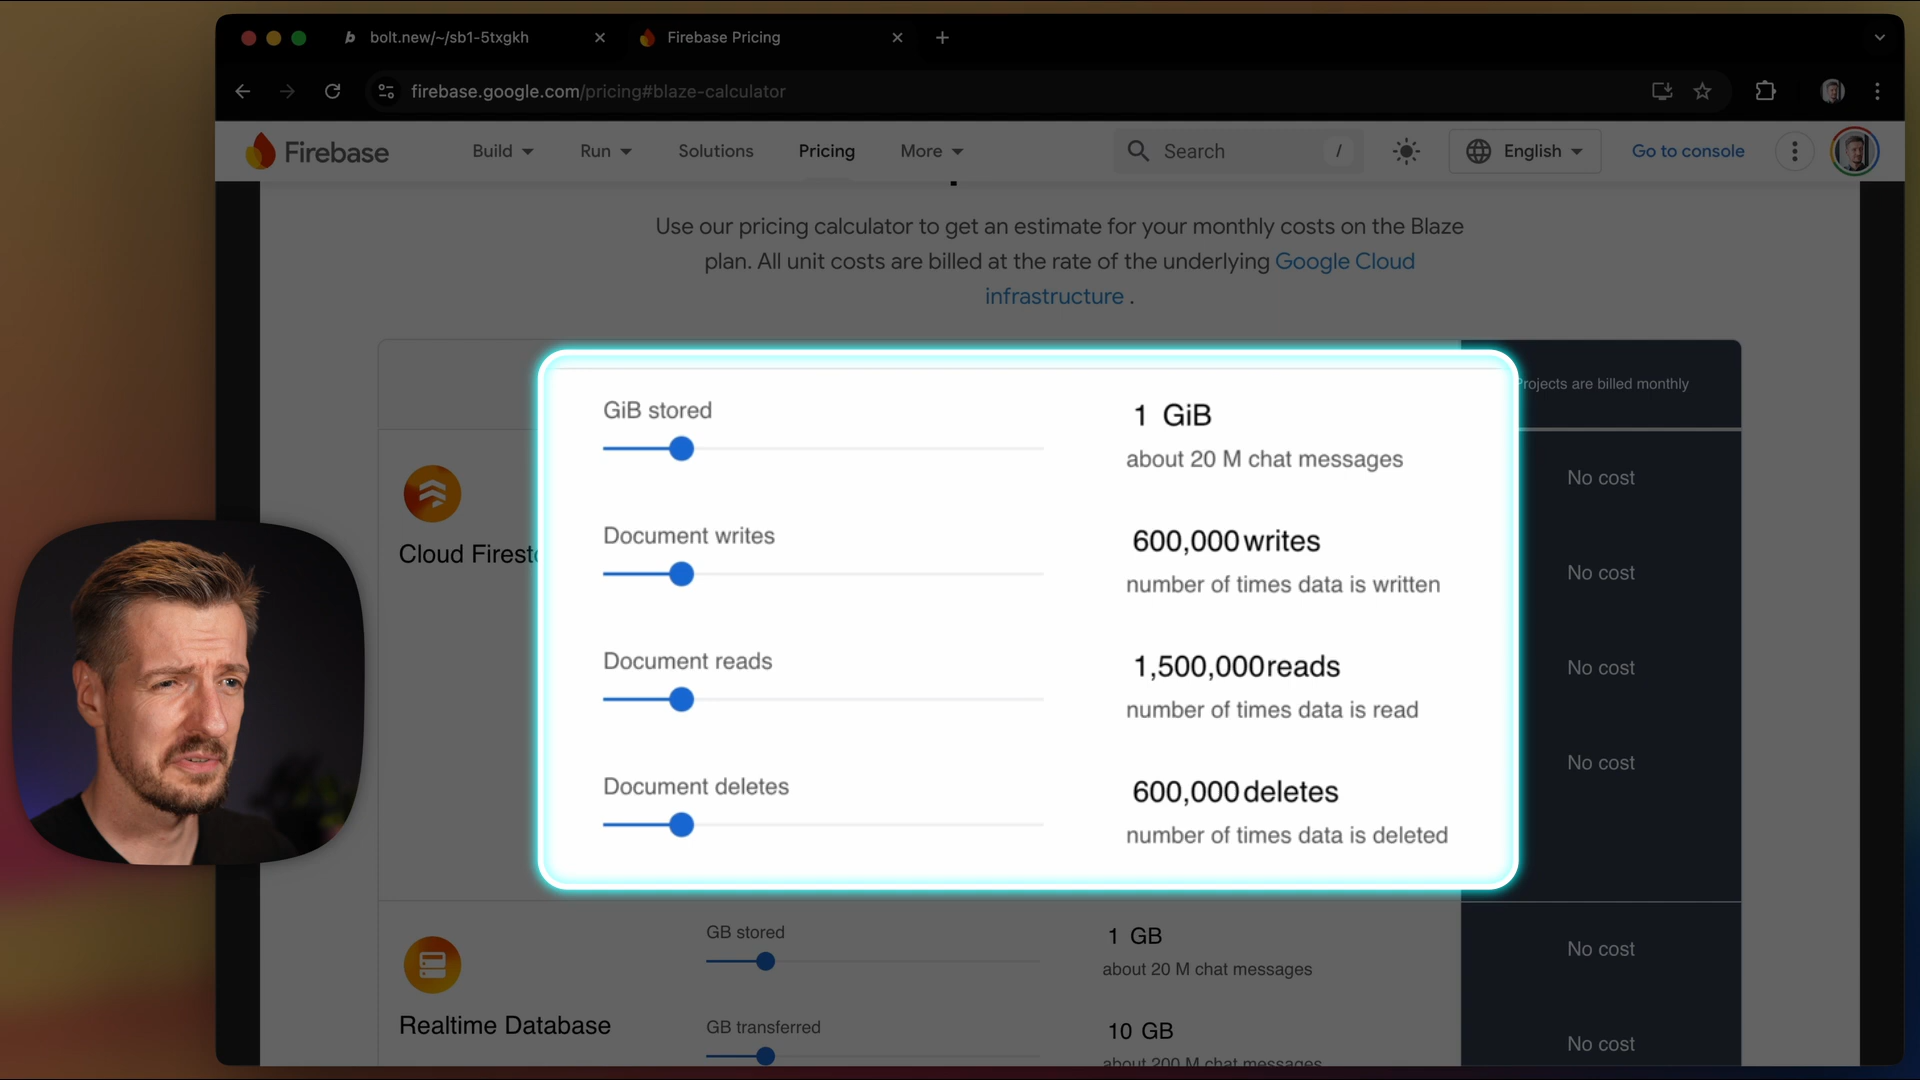 b bolt.new/~/sb1-5txgkh
Firebase Pricing
firebase.google.com/pricing#blaze-calculator
Firebase
Build
Run
Solutions
Pricing
More
Search
/
English
Go to console
Use our pricing calculator to get an estimate for your monthly costs on the Blaze
plan. All unit costs are billed at the rate of the underlying Google Cloud
infrastructure .
Projects are billed monthly
Cloud Firest
GiB stored
1 GiB
about 20 M chat messages
No cost
Document writes
600,000 writes
number of times data is written
No cost
Document reads
1,500,000 reads
number of times data is read
No cost
Document deletes
600,000 deletes
number of times data is deleted
No cost
Realtime Database
GB stored
1 GB
about 20 M chat messages
No cost
GB transferred
10 GB
about 200 M chat messages
No cost